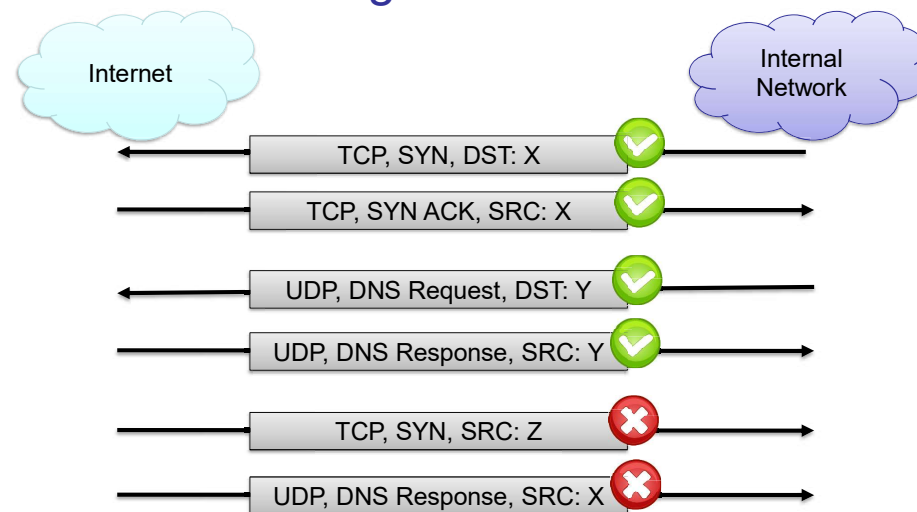 Internet
Internal
Network
TCP, SYN, DST: X
TCP, SYN ACK, SRC: X
UDP, DNS Request, DST: Y
UDP, DNS Response, SRC: Y
TCP, SYN, SRC: Z
UDP, DNS Response, SRC: X